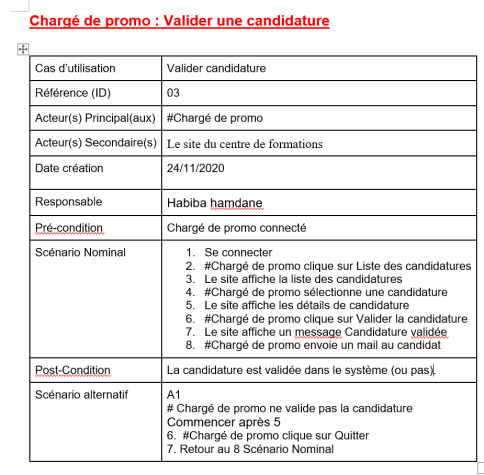 Chargé de promo : Valider une candidature
Cas d'utilisation Valider candidature
Référence (ID) 03
Acteur(s) Principal(aux) #Chargé de promo
Acteur(s) Secondaire(s) Le site du centre de formations
Date création 24/11/2020
Responsable Habiba hamdane
Pré-condition Chargé de promo connecté
Scénario Nominal 1. Se connecter
2. #Chargé de promo clique sur Liste des candidatures
3. Le site affiche la liste des candidatures
4. #Chargé de promo sélectionne une candidature
5. Le site affiche les détails de candidature
6. #Chargé de promo clique sur Valider la candidature
7. Le site affiche un message Candidature validée
8. #Chargé de promo envoie un mail au candidat
Post-Condition La candidature est validée dans le système (ou pas).
Scénario alternatif A1
# Chargé de promo ne valide pas la candidature
Commencer après 5
6. #Chargé de promo clique sur Quitter
7. Retour au 8 Scénario Nominal